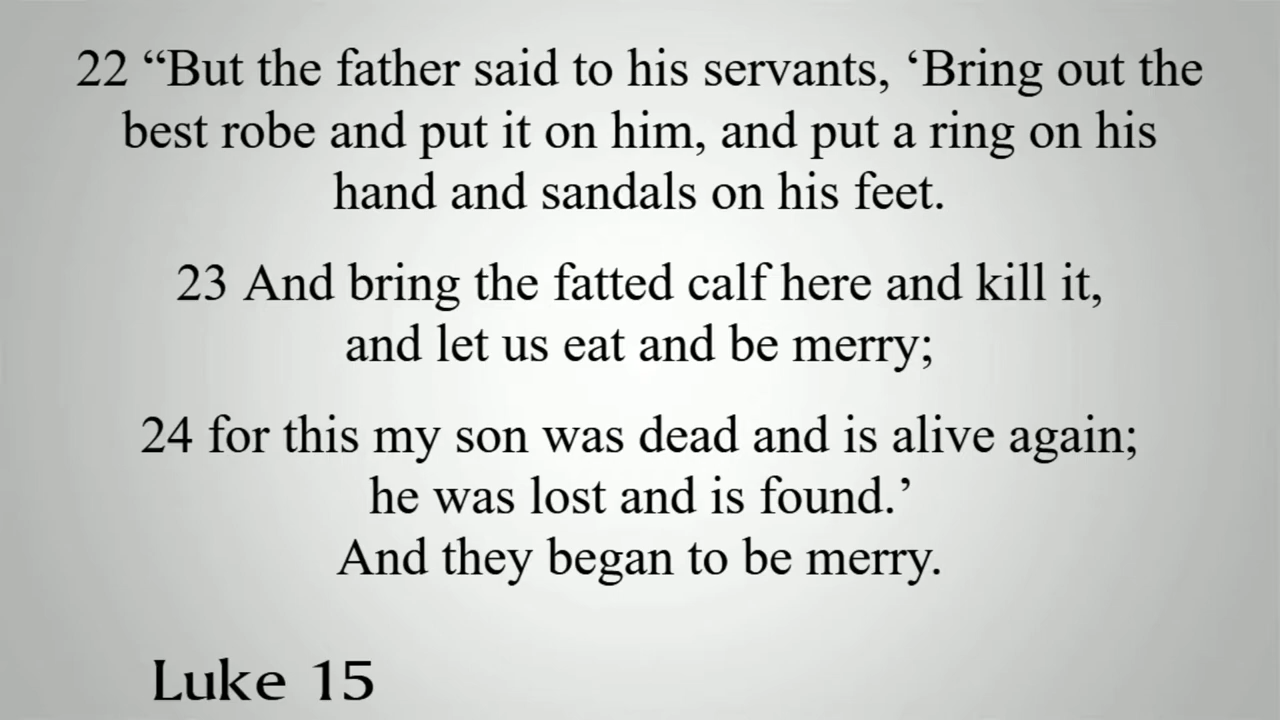 22 “But the father said to his servants, ‘Bring out the
best robe and put it on him, and put a ring on his
hand and sandals on his feet.
23 And bring the fatted calf here and kill it,
and let us eat and be merry;
24 for this my son was dead and is alive again;
he was lost and is found.’
And they began to be merry.
Luke 15